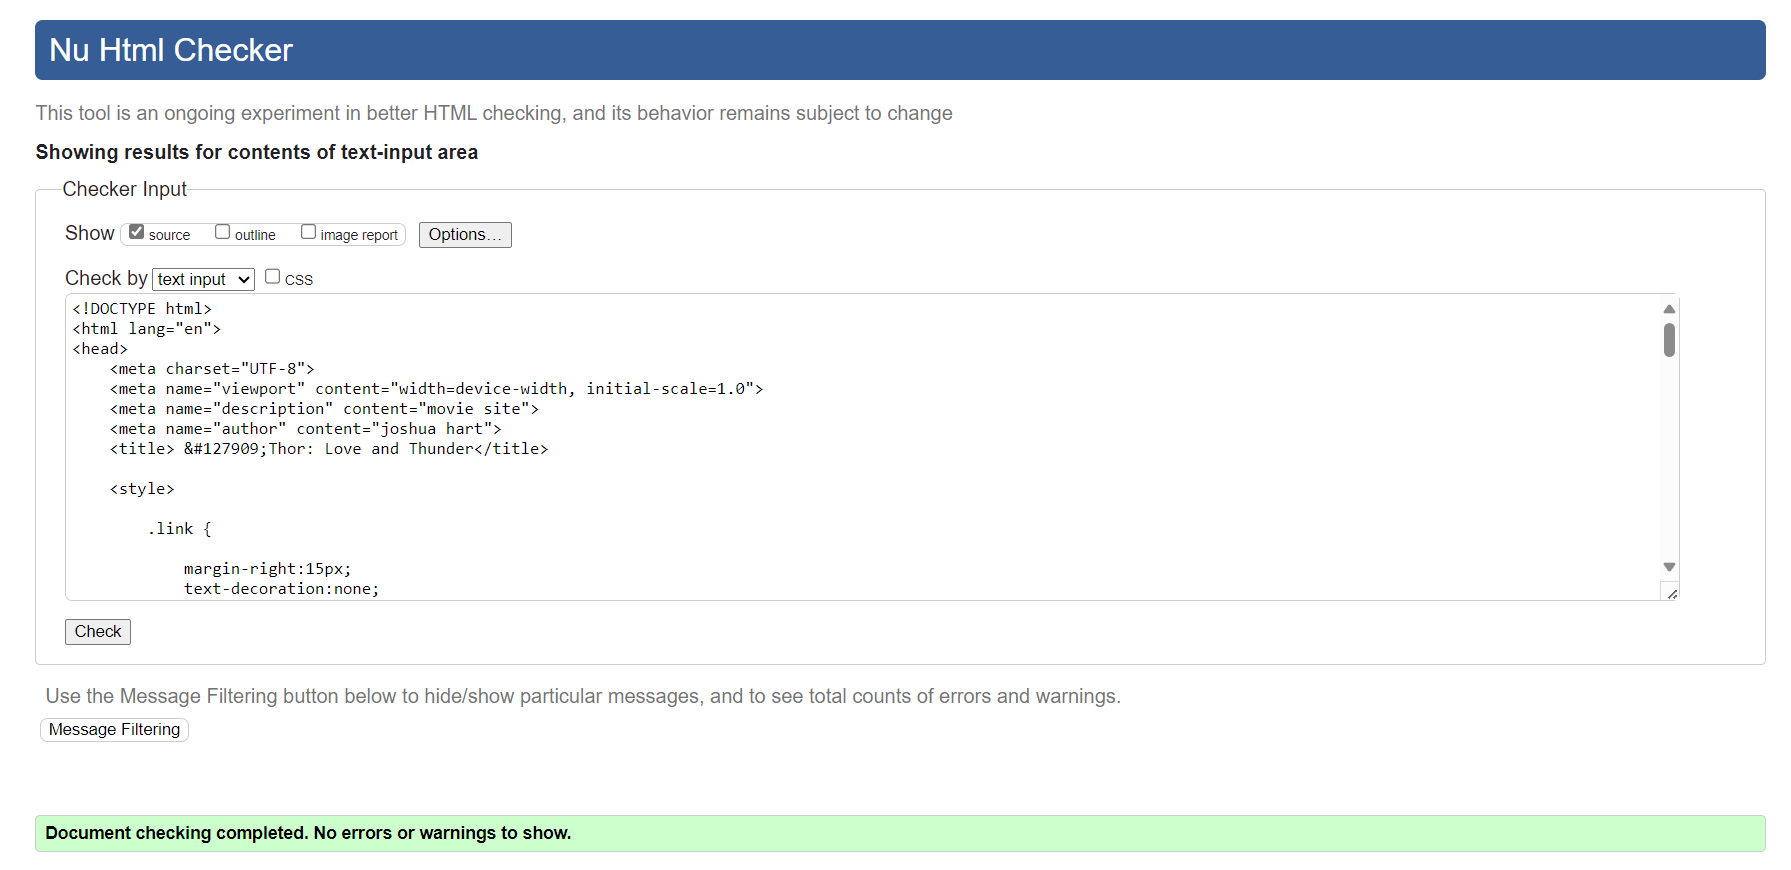 Nu Html Checker
This tool is an ongoing experiment in better HTML checking, and its behavior remains subject to change
Showing results for contents of text-input area
Checker Input
Show source outline image report Options...
Check by text input CSS
<!DOCTYPE html>
<html lang="en">
<head>
    <meta charset="UTF-8">
    <meta name="viewport" content="width=device-width, initial-scale=1.0">
    <meta name="description" content="movie site">
    <meta name="author" content="joshua hart">
    <title> &#127909;Thor: Love and Thunder</title>
    <style>
        .link {
            margin-right:15px;
            text-decoration:none;
Check
Use the Message Filtering button below to hide/show particular messages, and to see total counts of errors and warnings.
Message Filtering
Document checking completed. No errors or warnings to show.